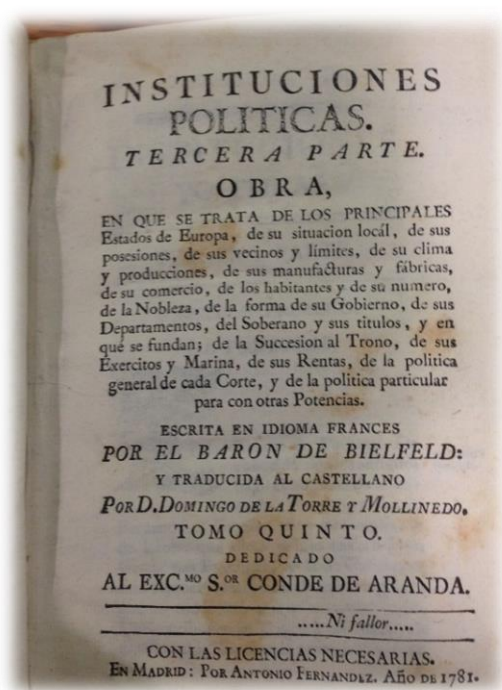 INSTITUCIONES
POLITICAS.
TERCERA PARTE.
OBRA,
EN QUE SE TRATA DE LOS PRINCIPALES
Estados de Europa, de su situacion locál, de sus
posesiones, de sus vecinos y límites, de su clima
y producciones, de sus manufacturas y fábricas,
de su comercio, de los habitantes y de su numero,
de la Nobleza, de la forma de su Gobierno, de sus
Departamentos, del Soberano y sus titulos, y en
qué se fundan; de la Succesion al Trono, de sus
Exercitos y Marina, de sus Rentas, de la politica
general de cada Corte, y de la politica particular
para con otras Potencias.
ESCRITA EN IDIOMA FRANCES
POR EL BARON DE BIELFELD:
Y TRADUCIDA AL CASTELLANO
POR D. DOMINGO DE LA TORRE Y MOLLINEDO.
TOMO QUINTO.
DEDICADO
AL EXC.MO S.OR CONDE DE ARANDA.
.....Ni fallor.....
CON LAS LICENCIAS NECESARIAS.
EN MADRID: POR ANTONIO FERNANDEZ. AÑO DE 1781.